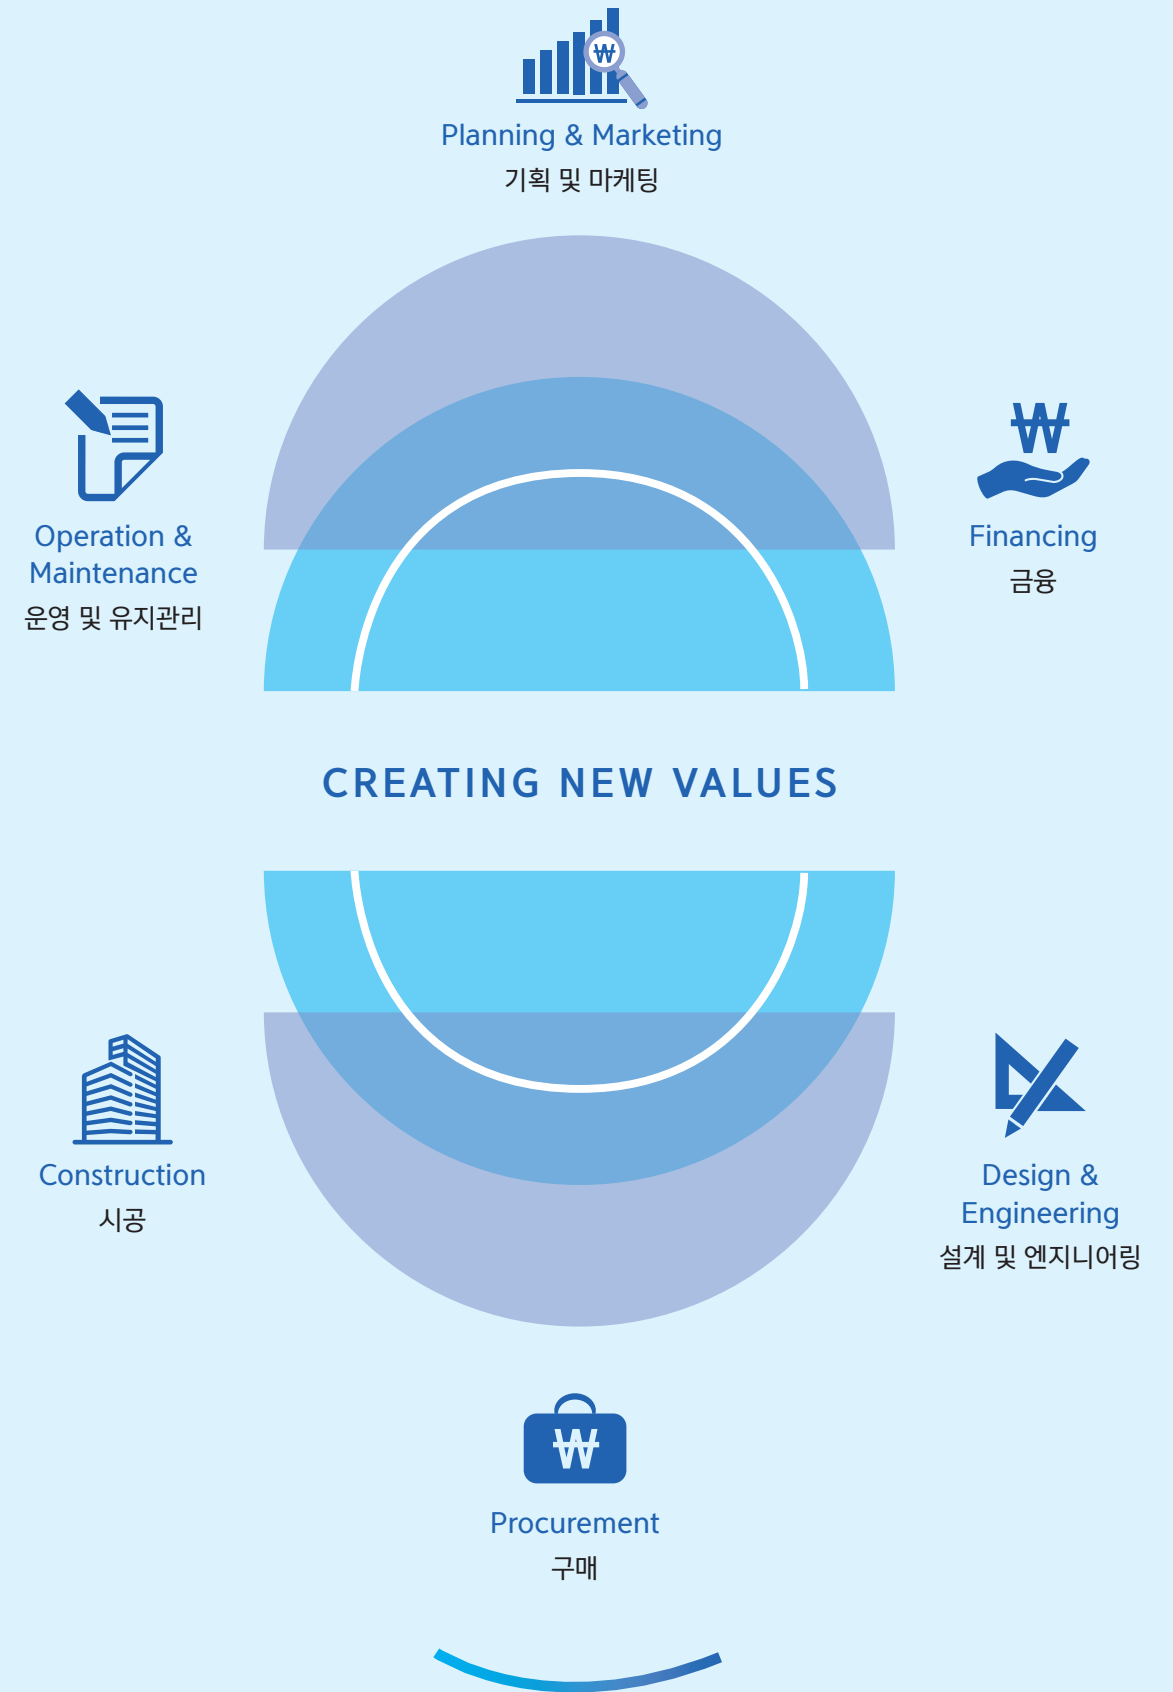 ₩
Planning & Marketing
기획 및 마케팅
Operation &
Maintenance
운영 및 유지관리
₩
Financing
금융
CREATING NEW VALUES
Construction
시공
Design &
Engineering
설계 및 엔지니어링
₩
Procurement
구매